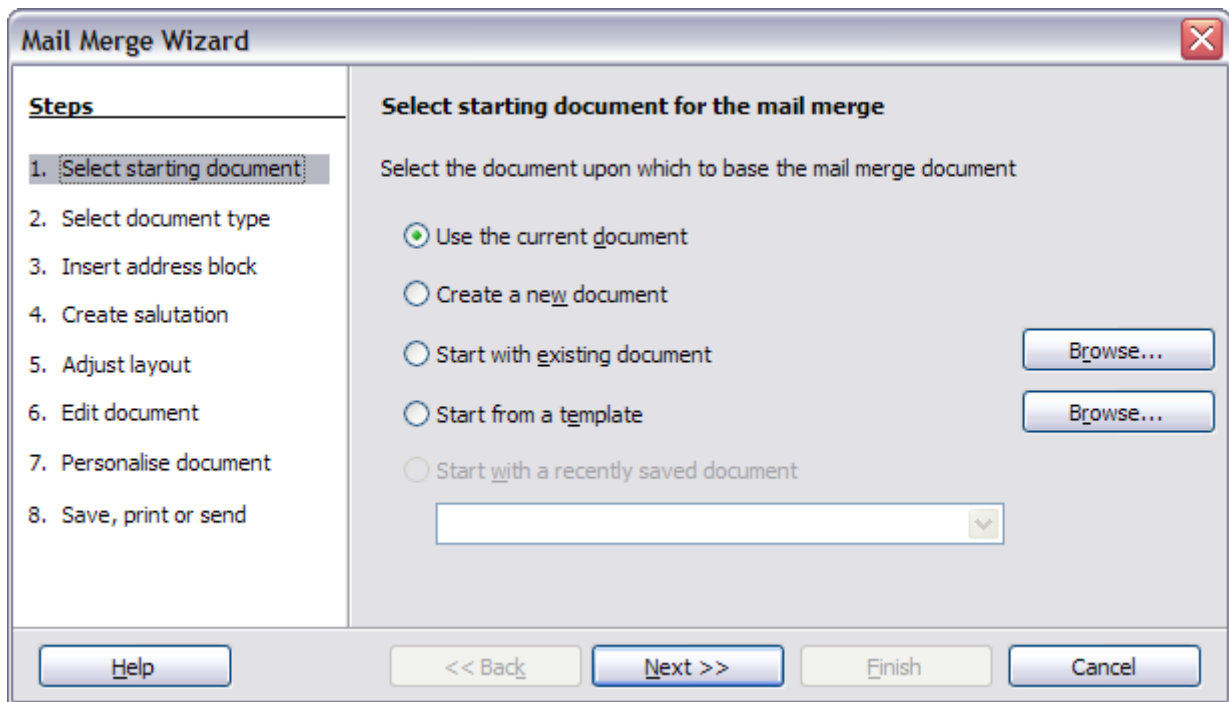 Mail Merge Wizard
Steps
1. Select starting document
2. Select document type
3. Insert address block
4. Create salutation
5. Adjust layout
6. Edit document
7. Personalise document
8. Save, print or send
Select starting document for the mail merge
Select the document upon which to base the mail merge document
Use the current document
Create a new document
Start with existing document
Browse...
Start from a template
Browse...
Start with a recently saved document
Help
<< Back
Next >>
Finish
Cancel